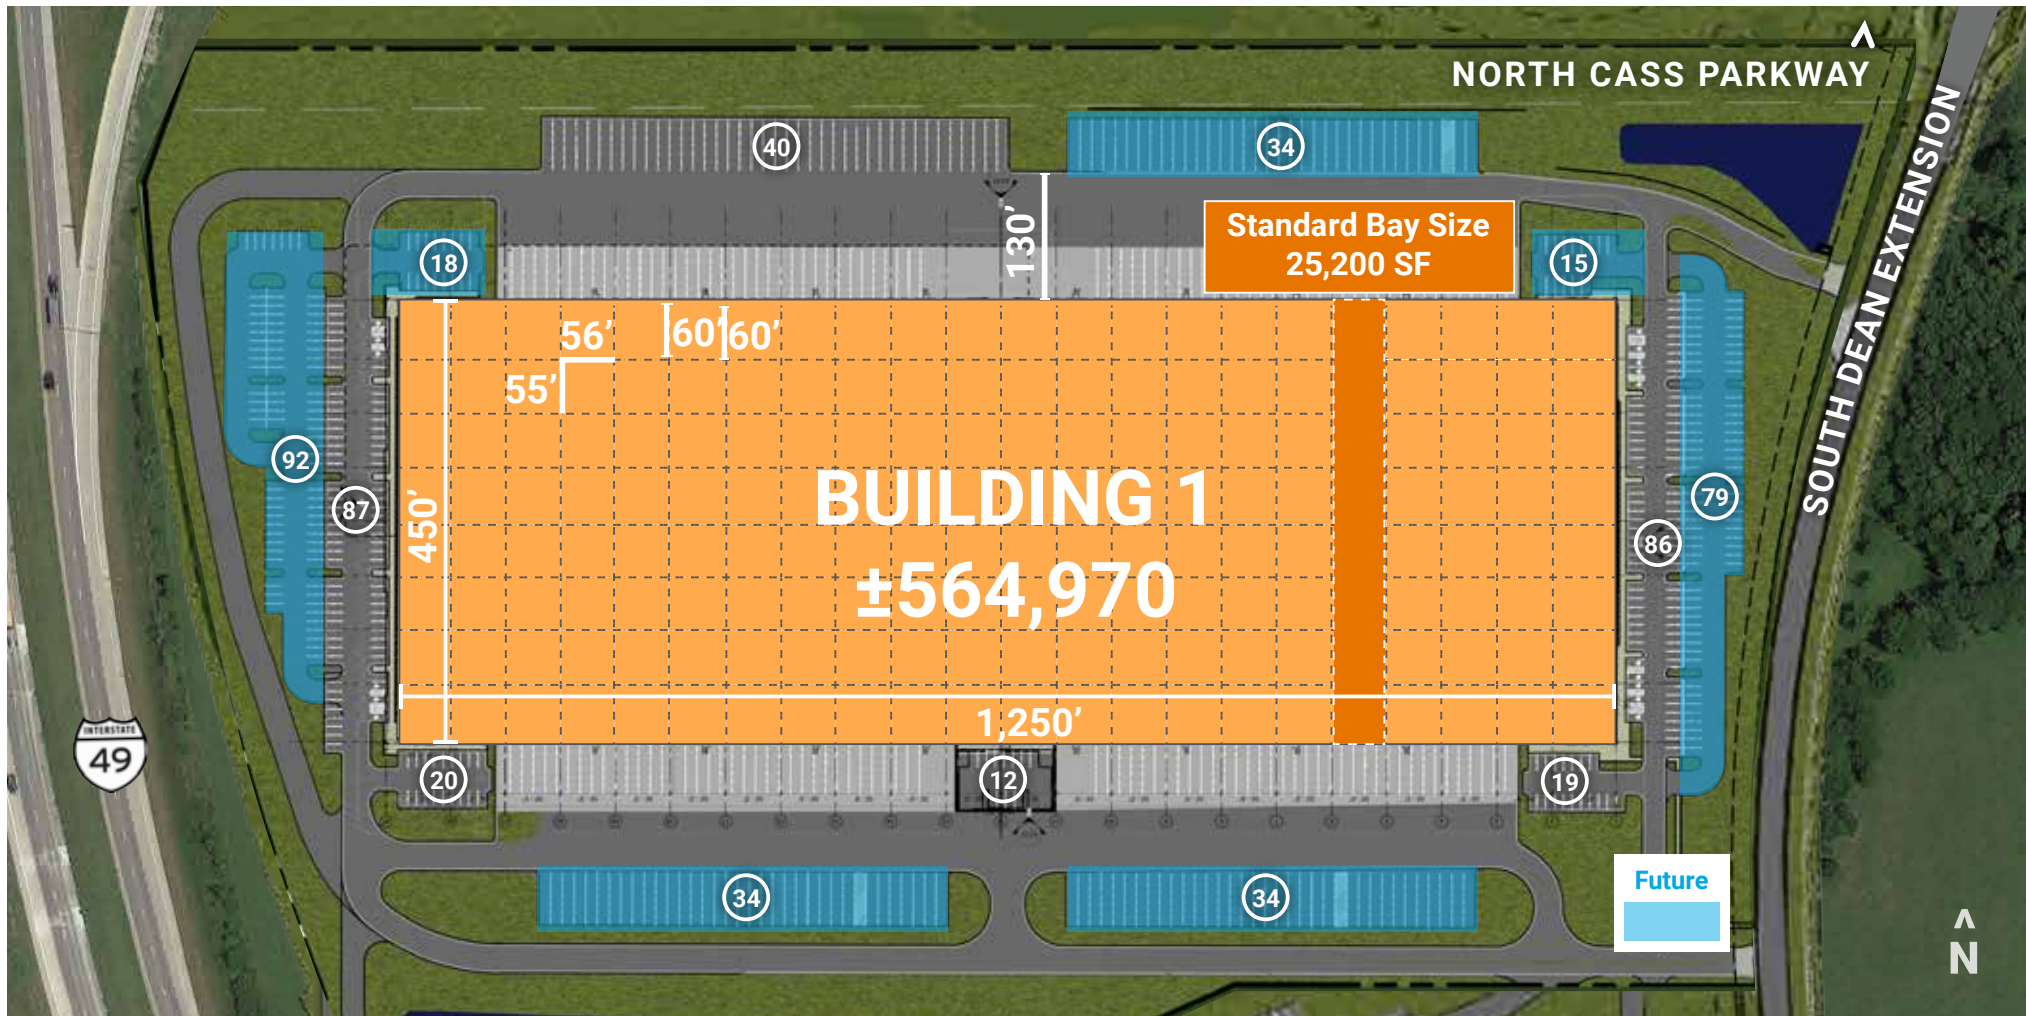 NORTH CASS PARKWAY
SOUTH DEAN EXTENSION
40
34
130’
Standard Bay Size
25,200 SF
18
15
56’
60’
60’
55’
92
87
450’
BUILDING 1
±564,970
79
86
1,250’
INTERSTATE
49
20
12
19
34
34
Future
N